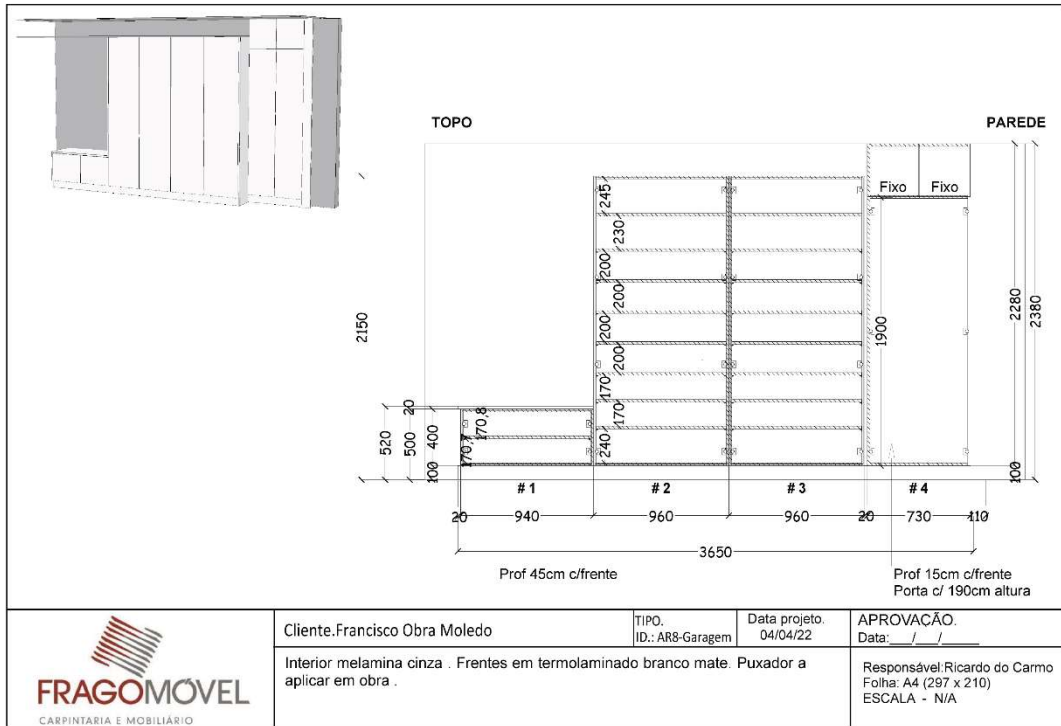 TOPO
PAREDE
Fixo
Fixo
245
230
200
200
200
200
170
170
240
170,8
170,7
1900
2280
2380
2150
520
20
500
400
100
100
# 1
# 2
# 3
# 4
20
940
960
960
20
730
110
3650
Prof 45cm c/frente
Prof 15cm c/frente
Porta c/ 190cm altura
FRAGOMÓVEL
CARPINTARIA E MOBILIÁRIO
Cliente.Francisco Obra Moledo
TIPO.
ID.: AR8-Garagem
Data projeto.
04/04/22
APROVAÇÃO.
Data:___/___/_____
Interior melamina cinza . Frentes em termolaminado branco mate. Puxador a
aplicar em obra .
Responsável:Ricardo do Carmo
Folha: A4 (297 x 210)
ESCALA - N/A